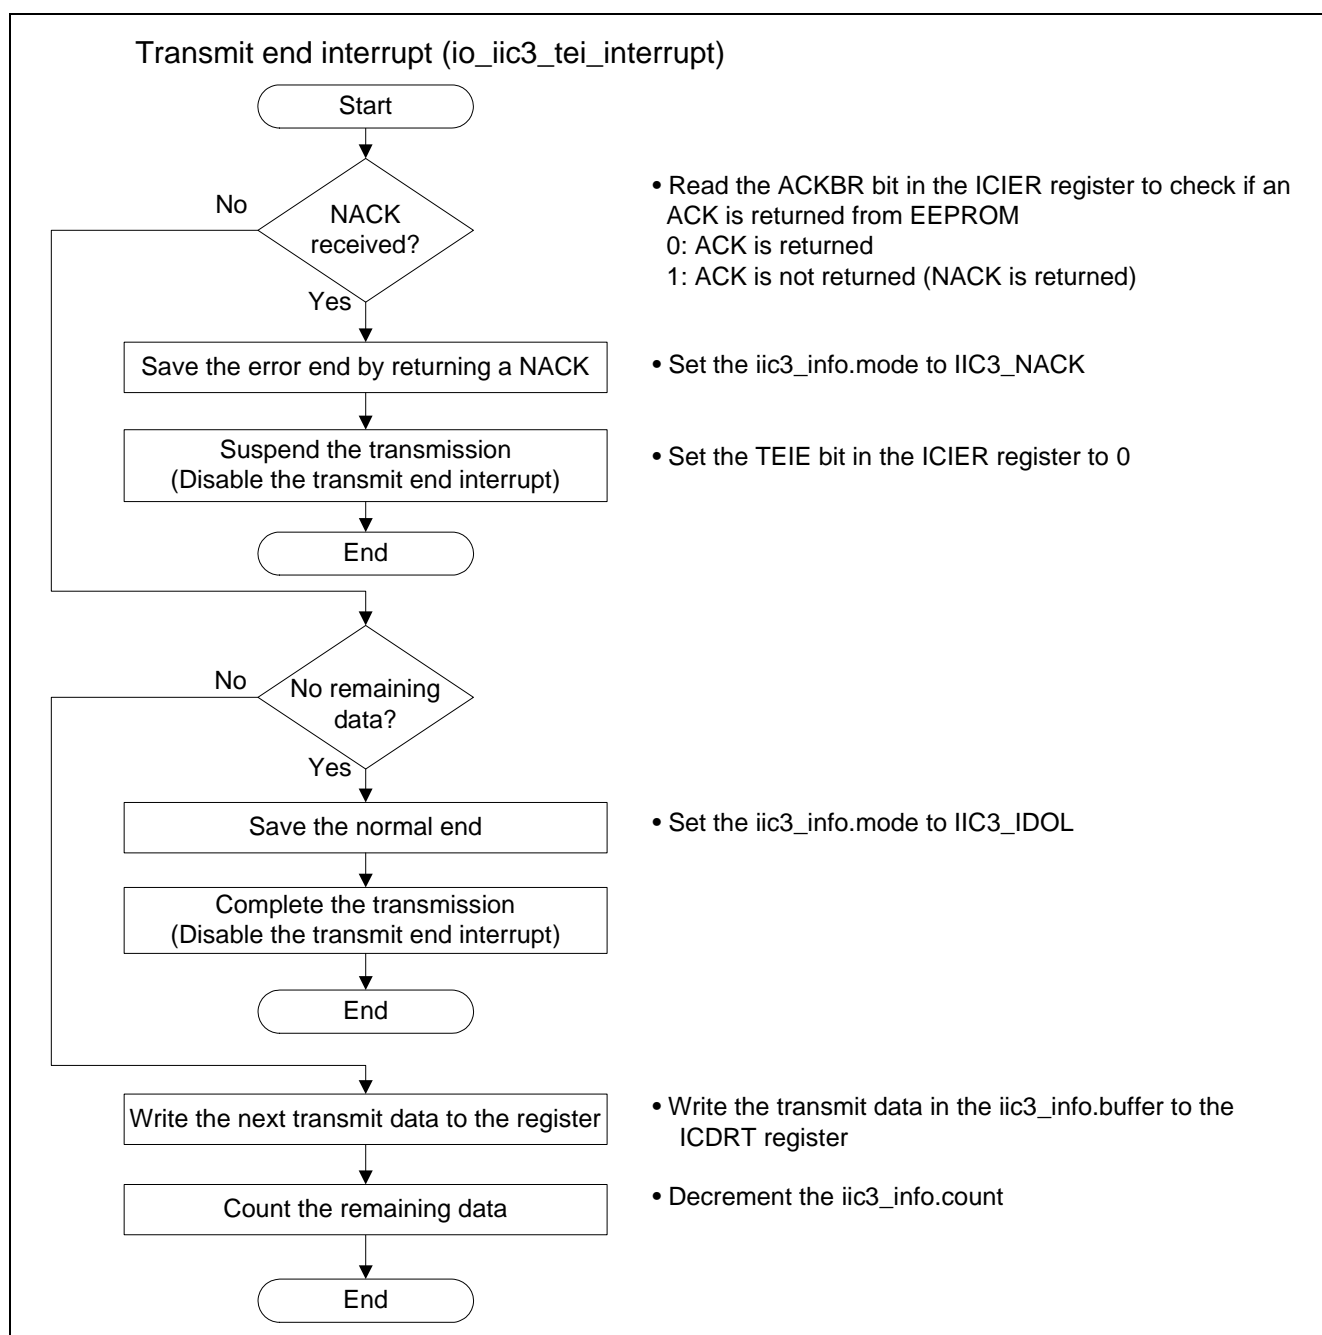 Transmit end interrupt (io_iic3_tei_interrupt)
Start
No
NACK
received?
Yes
• Read the ACKBR bit in the ICIER register to check if an
ACK is returned from EEPROM
0: ACK is returned
1: ACK is not returned (NACK is returned)
Save the error end by returning a NACK
• Set the iic3_info.mode to IIC3_NACK
Suspend the transmission
(Disable the transmit end interrupt)
• Set the TEIE bit in the ICIER register to 0
End
No
No remaining
data?
Yes
Save the normal end
• Set the iic3_info.mode to IIC3_IDOL
Complete the transmission
(Disable the transmit end interrupt)
End
Write the next transmit data to the register
• Write the transmit data in the iic3_info.buffer to the
ICDRT register
Count the remaining data
• Decrement the iic3_info.count
End